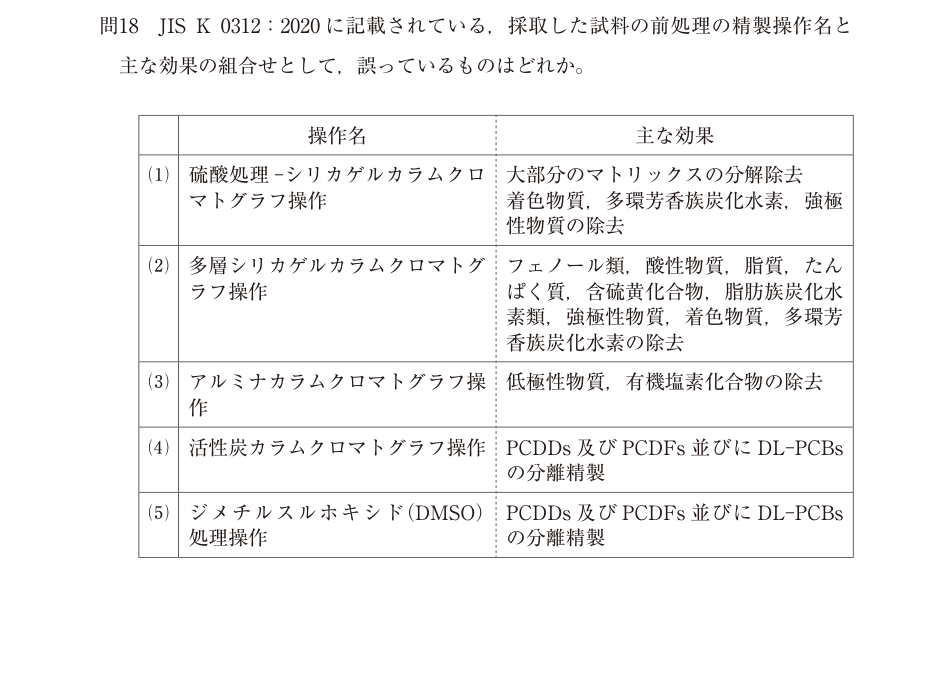 問18 JIS K 0312：2020 に記載されている，採取した試料の前処理の精製操作名と
主な効果の組合せとして，誤っているものはどれか。
操作名 主な効果
(1) 硫酸処理−シリカゲルカラムクロ
マトグラフ操作
大部分のマトリックスの分解除去
着色物質，多環芳香族炭化水素，強極
性物質の除去
(2) 多層シリカゲルカラムクロマトグ
ラフ操作
フェノール類，酸性物質，脂質，たん
ぱく質，含硫黄化合物，脂肪族炭化水
素類，強極性物質，着色物質，多環芳
香族炭化水素の除去
(3) アルミナカラムクロマトグラフ操
作
低極性物質，有機塩素化合物の除去
(4) 活性炭カラムクロマトグラフ操作
PCDDs 及び PCDFs 並びに DL−PCBs
の分離精製
(5) ジメチルスルホキシド(DMSO)
処理操作
PCDDs 及び PCDFs 並びに DL−PCBs
の分離精製